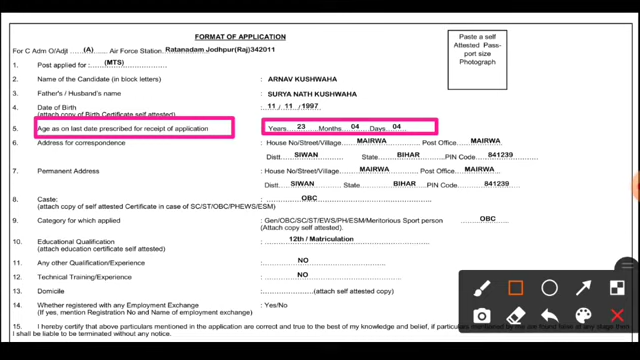 FORMAT OF APPLICATION
For C Adm O/Adjt ......(A)...... Air Force Station..Ratanadam Jodhpur(Raj)342011
Paste a self
Attested Pass-
port size
Photograph
1. Post applied for ....(MTS)....
2. Name of the Candidate (in block letters) : ARNAV KUSHWAHA
3. Father's / Husband's name : SURYA NATH KUSHWAHA
4. Date of Birth : 11 / 11 / 1997
(attach copy of Birth Certificate self attested)
5. Age as on last date prescribed for receipt of application : Years....23.....Months...04...Days..04..
6. Address for correspondence : House No/Street/Village......MAIRWA......Post Office....MAIRWA....
Distt.....SIWAN.....State.......BIHAR....PIN Code...841239...
7. Permanent Address : House No/Street/Village......MAIRWA......Post Office..MAIRWA....
Distt.....SIWAN.....State.......BIHAR....PIN Code...841239...
8. Caste: : ..........OBC..........
(attach copy of self attested Certificate in case of SC/ST/OBC/PHEWS/ESM)
9. Category for which applied : Gen/OBC/SC/ST/EWS/PH/ESM/Meritorious Sport person ....OBC....
(Attach copy self attested).
10. Educational Qualification : ......12th / Matriculation......
(attach education certificate self attested)
11. Any other Qualification/Experience : ..........NO..........
12. Technical Training/Experience : ..........NO..........
13. Domicile : ....................(attach self attested copy)
14. Whether registered with any Employment Exchange : Yes/No
(If yes, mention Registration No and Name of employment exchange)
15. I hereby certify that above particulars mentioned in the application are correct and true to the best of my knowledge and belief, if particulars mentioned by me are found false at any stage then
I shall be liable to be terminated without any notice.